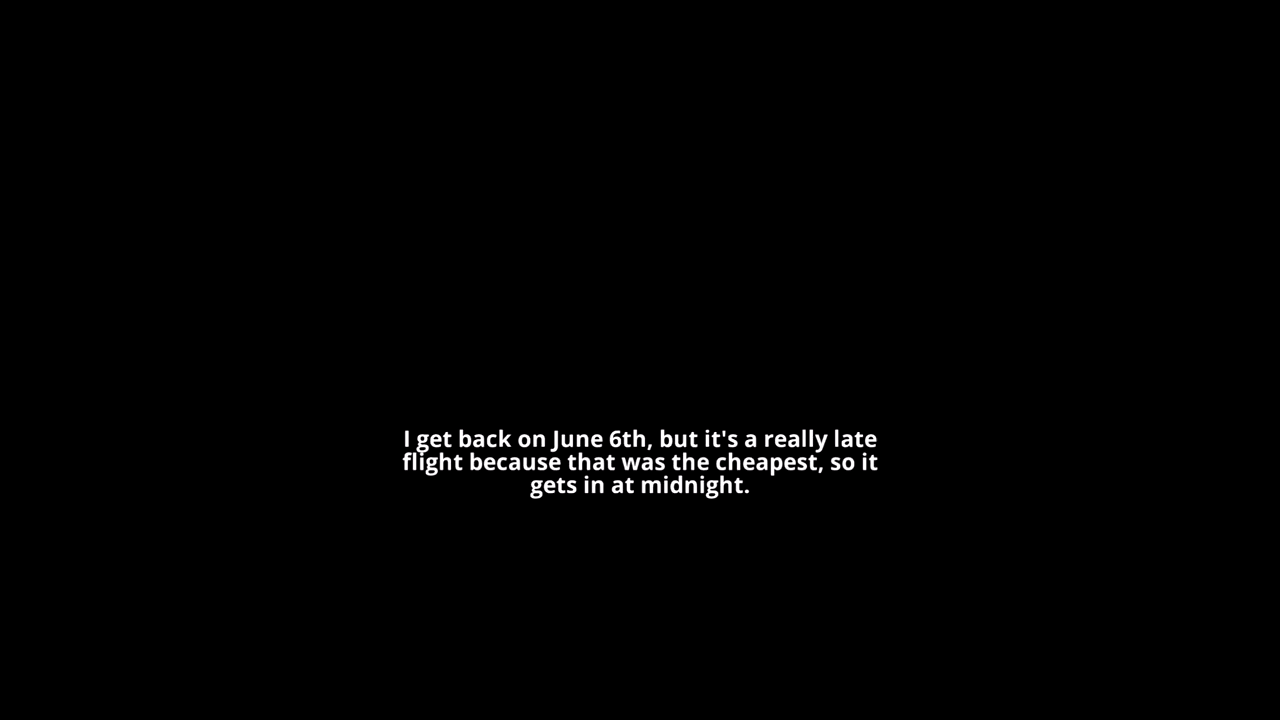 I get back on June 6th, but it's a really late
flight because that was the cheapest, so it
gets in at midnight.